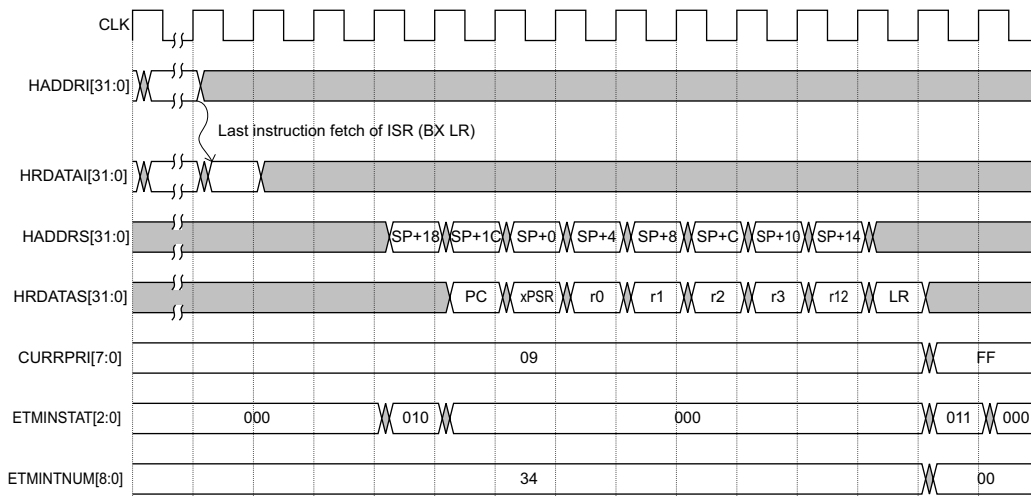 CLK
HADDRI[31:0]
Last instruction fetch of ISR (BX LR)
HRDATAI[31:0]
HADDRS[31:0] SP+18 SP+1C SP+0 SP+4 SP+8 SP+C SP+10 SP+14
HRDATAS[31:0] PC xPSR r0 r1 r2 r3 r12 LR
CURRPRI[7:0] 09 FF
ETMINSTAT[2:0] 000 010 000 011 000
ETMINTNUM[8:0] 34 00